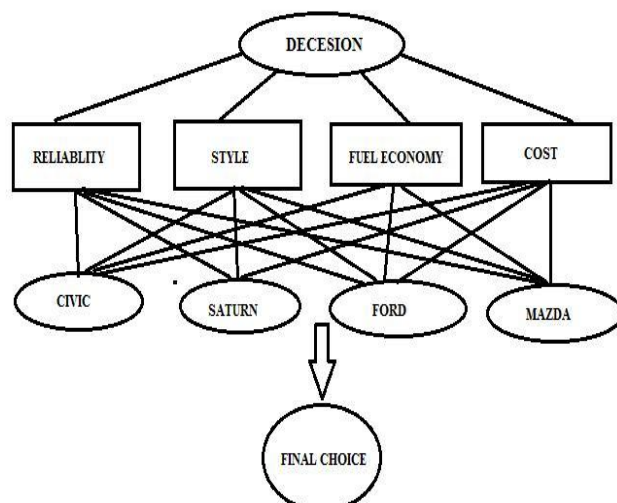 DECESION
RELIABLITY
STYLE
FUEL ECONOMY
COST
CIVIC
SATURN
FORD
MAZDA
FINAL CHOICE